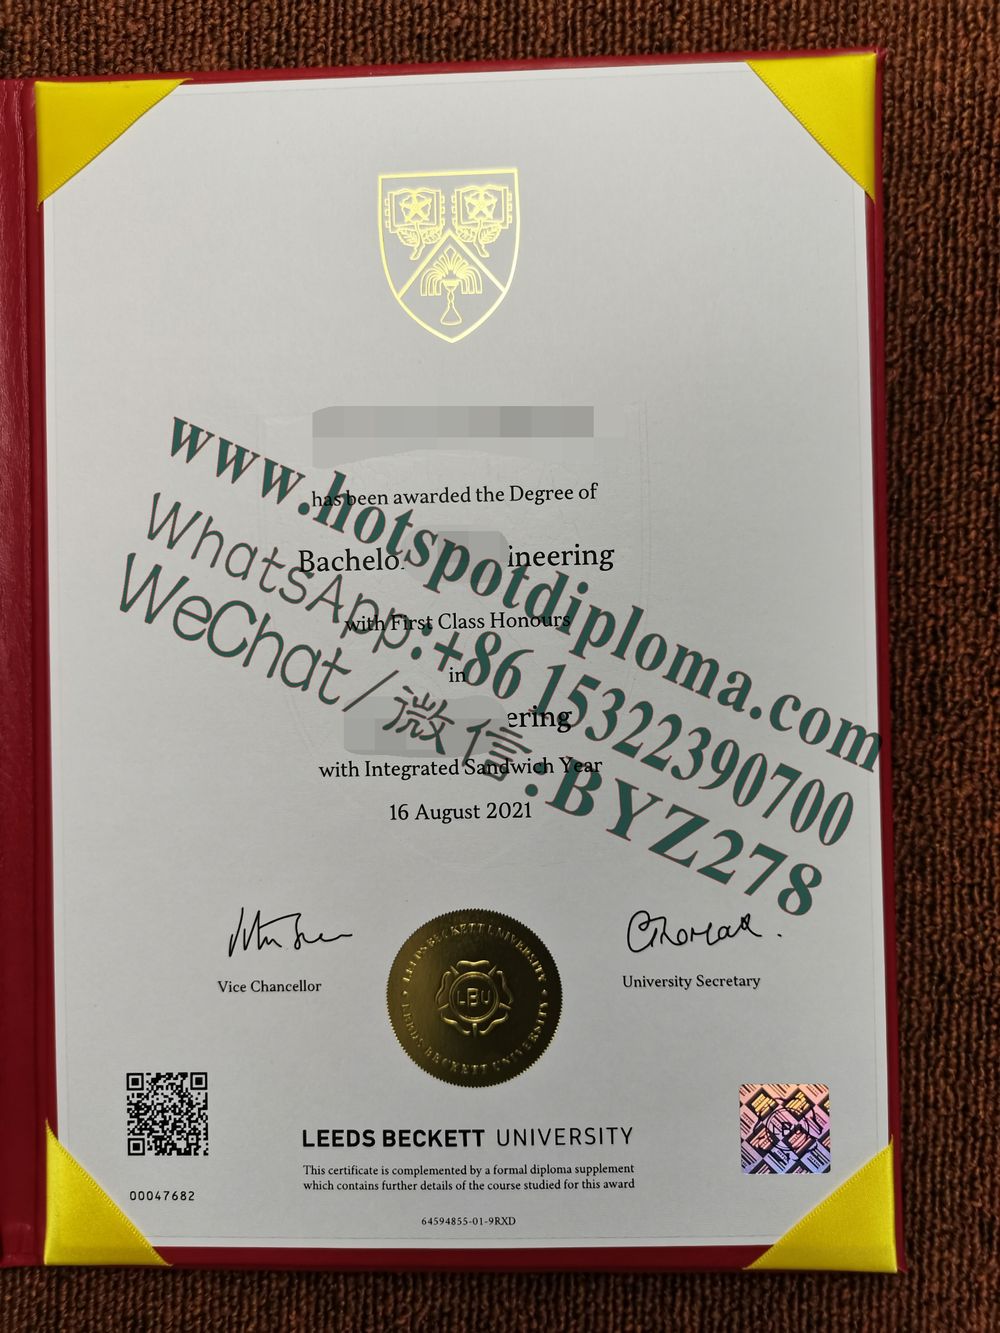 has been awarded the Degree of
Bachelo ineering
with First Class Honours
in
ering
with Integrated Sandwich Year
16 August 2021
www.hotspotdiploma.com
WhatsApp:+86 15322390700
WeChat/微信:BYZ278
Vice Chancellor
University Secretary
LEEDS BECKETT UNIVERSITY
LEEDS BECKETT UNIVERSITY
LBU
00047682
LEEDS BECKETT UNIVERSITY
This certificate is complemented by a formal diploma supplement
which contains further details of the course studied for this award
64594855-01-9RXD